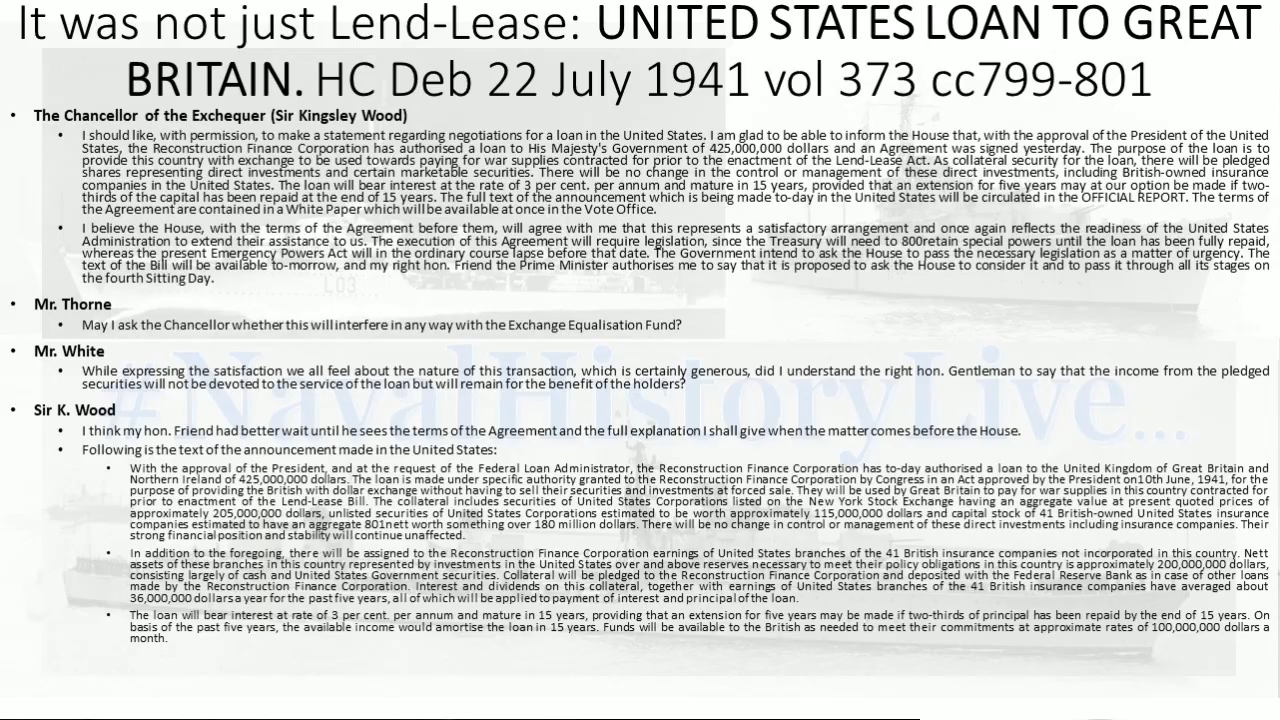 It was not just Lend-Lease: UNITED STATES LOAN TO GREAT
BRITAIN. HC Deb 22 July 1941 vol 373 cc799-801
• The Chancellor of the Exchequer (Sir Kingsley Wood)
• I should like, with permission, to make a statement regarding negotiations for a loan in the United States. I am glad to be able to inform the House that, with the approval of the President of the United
States, the Reconstruction Finance Corporation has authorised a loan to His Majesty's Government of 425,000,000 dollars and an Agreement was signed yesterday. The purpose of the loan is to
provide this country with exchange to be used towards paying for war supplies contracted for prior to the enactment of the Lend-Lease Act. As collateral security for the loan, there will be pledged
shares representing direct investments and certain marketable securities. There will be no change in the control or management of these direct investments, including British-owned insurance
companies in the United States. The loan will bear interest at the rate of 3 per cent. per annum and mature in 15 years, provided that an extension for five years may at our option be made if two-
thirds of the capital has been repaid at the end of 15 years. The full text of the announcement which is being made to-day in the United States will be circulated in the OFFICIAL REPORT. The terms of
the Agreement are contained in a White Paper which will be available at once in the Vote Office.
• I believe the House, with the terms of the Agreement before them, will agree with me that this represents a satisfactory arrangement and once again reflects the readiness of the United States
Administration to extend their assistance to us. The execution of this Agreement will require legislation, since the Treasury will need to 800retain special powers until the loan has been fully repaid,
whereas the present Emergency Powers Act will in the ordinary course lapse before that date. The Government intend to ask the House to pass the necessary legislation as a matter of urgency. The
text of the Bill will be available to-morrow, and my right hon. Friend the Prime Minister authorises me to say that it is proposed to ask the House to consider it and to pass it through all its stages on
the fourth Sitting Day.
• Mr. Thorne
• May I ask the Chancellor whether this will interfere in any way with the Exchange Equalisation Fund?
• Mr. White
• While expressing the satisfaction we all feel about the nature of this transaction, which is certainly generous, did I understand the right hon. Gentleman to say that the income from the pledged
securities will not be devoted to the service of the loan but will remain for the benefit of the holders?
• Sir K. Wood
• I think my hon. Friend had better wait until he sees the terms of the Agreement and the full explanation I shall give when the matter comes before the House.
• Following is the text of the announcement made in the United States:
• With the approval of the President, and at the request of the Federal Loan Administrator, the Reconstruction Finance Corporation has to-day authorised a loan to the United Kingdom of Great Britain and
Northern Ireland of 425,000,000 dollars. The loan is made under specific authority granted to the Reconstruction Finance Corporation by Congress in an Act approved by the President on10th June, 1941, for the
purpose of providing the British with dollar exchange without having to sell their securities and investments at forced sale. They will be used by Great Britain to pay for war supplies in this country contracted for
prior to enactment of the Lend-Lease Bill. The collateral includes securities of United States Corporations listed on the New York Stock Exchange having an aggregate value at present quoted prices of
approximately 205,000,000 dollars, unlisted securities of United States Corporations estimated to be worth approximately 115,000,000 dollars and capital stock of 41 British-owned United States insurance
companies estimated to have an aggregate 801nett worth something over 180 million dollars. There will be no change in control or management of these direct investments including insurance companies. Their
strong financial position and stability will continue unaffected.
• In addition to the foregoing, there will be assigned to the Reconstruction Finance Corporation earnings of United States branches of the 41 British insurance companies not incorporated in this country. Nett
assets of these branches in this country represented by investments in the United States over and above reserves necessary to meet their policy obligations in this country is approximately 200,000,000 dollars,
consisting largely of cash and United States Government securities. Collateral will be pledged to the Reconstruction Finance Corporation and deposited with the Federal Reserve Bank as in case of other loans
made by the Reconstruction Finance Corporation. Interest and dividends on this collateral, together with earnings of United States branches of the 41 British insurance companies have averaged about
36,000,000 dollars a year for the past five years, all of which will be applied to payment of interest and principal of the loan.
• The loan will bear interest at rate of 3 per cent. per annum and mature in 15 years, providing that an extension for five years may be made if two-thirds of principal has been repaid by the end of 15 years. On
basis of the past five years, the available income would amortise the loan in 15 years. Funds will be available to the British as needed to meet their commitments at approximate rates of 100,000,000 dollars a
month.
#NavalHistoryLive...
L03